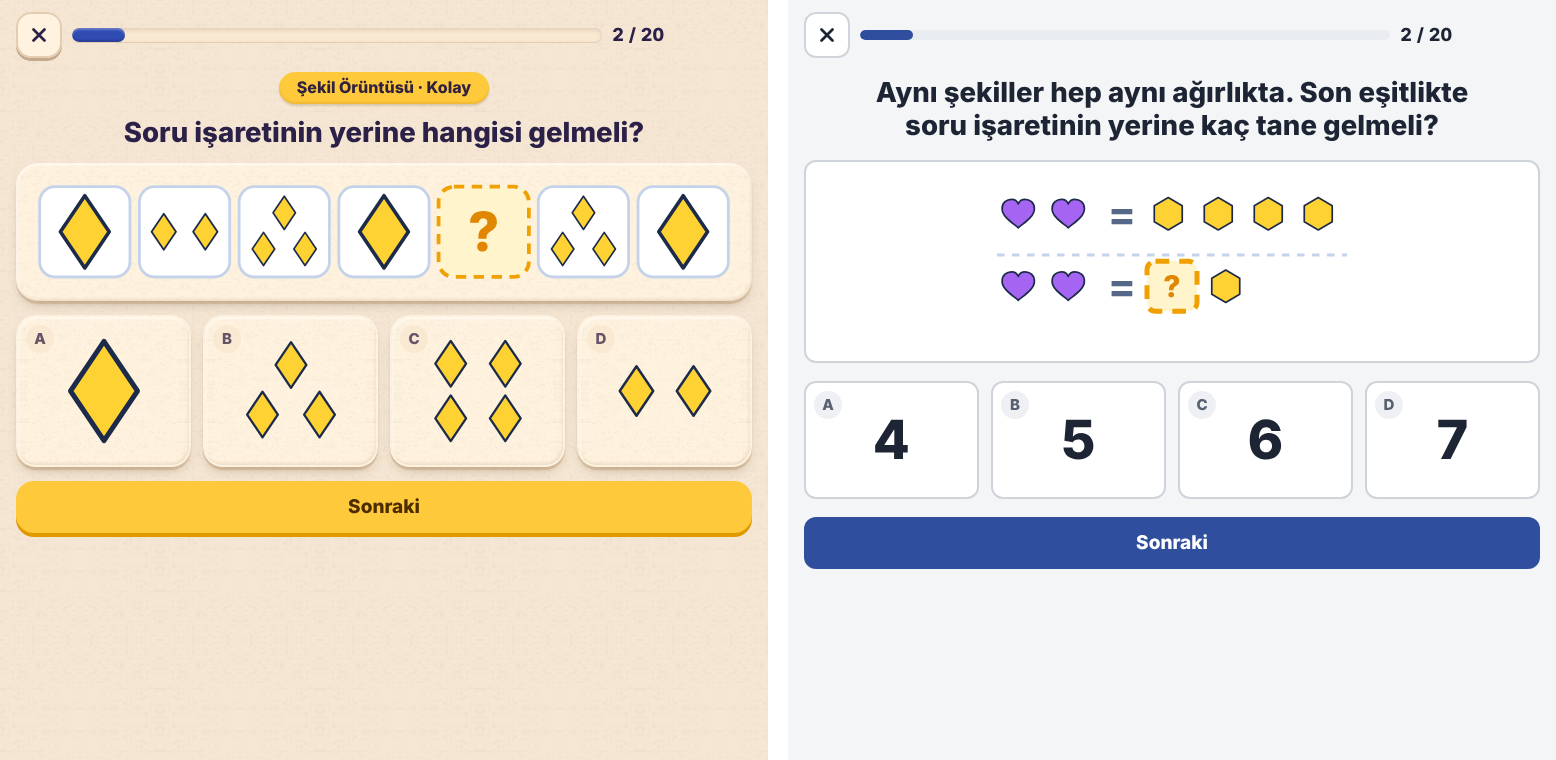 2 / 20
Şekil Örüntüsü · Kolay
Soru işaretinin yerine hangisi gelmeli?
?
A
B
C
D
Sonraki
2 / 20
Aynı şekiller hep aynı ağırlıkta. Son eşitlikte
soru işaretinin yerine kaç tane gelmeli?
=
= ?
A
4
B
5
C
6
D
7
Sonraki